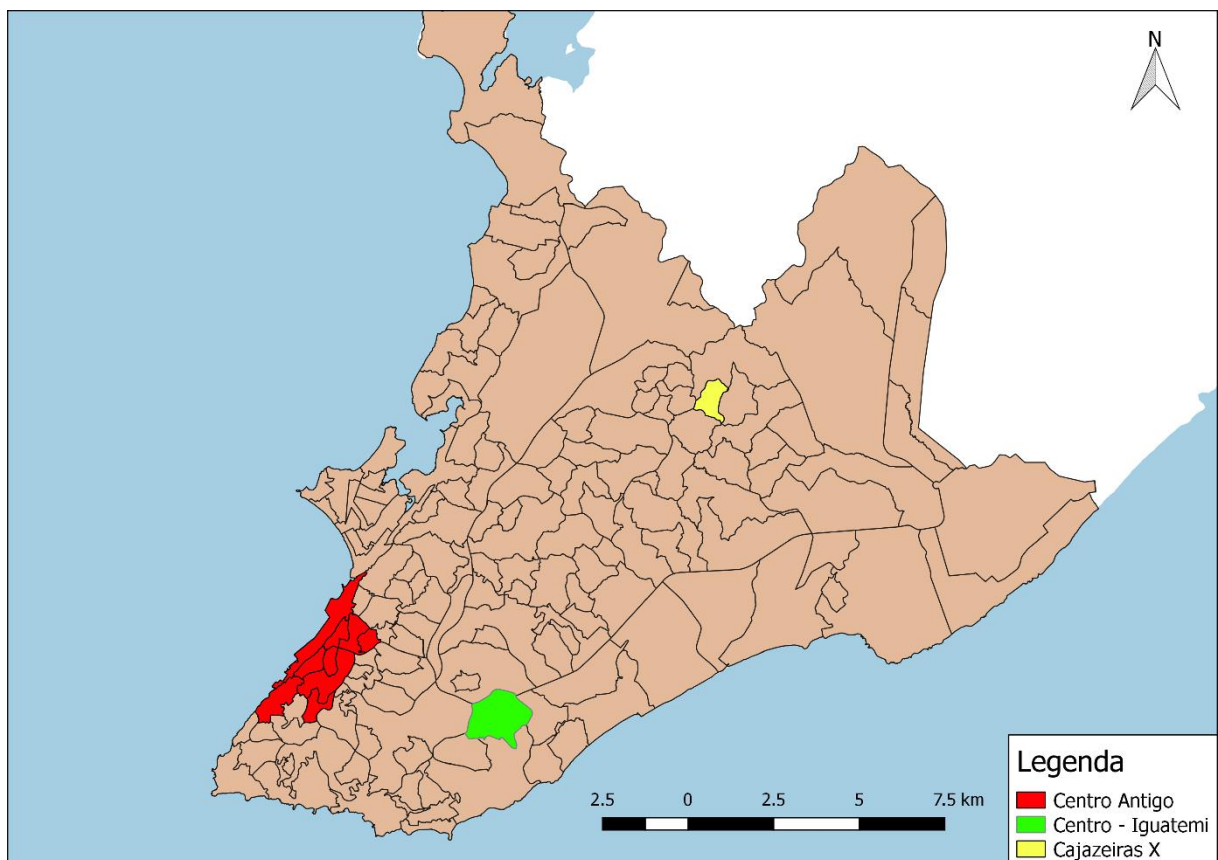 N
2.5 0 2.5 5 7.5 km
Legenda
Centro Antigo
Centro - Iguatemi
Cajazeiras X